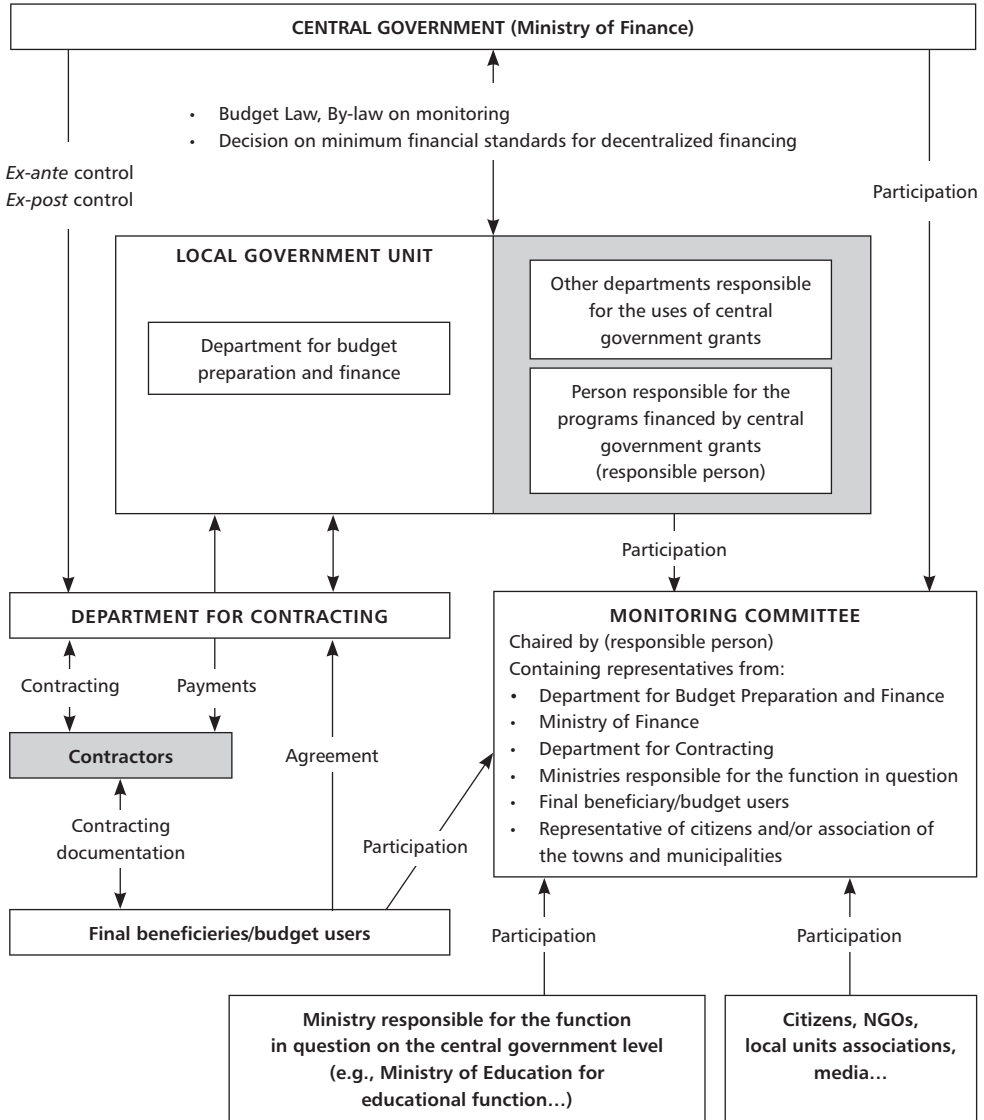 CENTRAL GOVERNMENT (Ministry of Finance)
• Budget Law, By-law on monitoring
• Decision on minimum financial standards for decentralized financing
Ex-ante control
Ex-post control
Participation
LOCAL GOVERNMENT UNIT
Department for budget
preparation and finance
Other departments responsible
for the uses of central
government grants
Person responsible for the
programs financed by central
government grants
(responsible person)
Participation
DEPARTMENT FOR CONTRACTING
Contracting
Payments
Contractors
Agreement
Contracting
documentation
Participation
Final beneficieries/budget users
MONITORING COMMITTEE
Chaired by (responsible person)
Containing representatives from:
• Department for Budget Preparation and Finance
• Ministry of Finance
• Department for Contracting
• Ministries responsible for the function in question
• Final beneficiary/budget users
• Representative of citizens and/or association of
the towns and municipalities
Participation
Participation
Ministry responsible for the function
in question on the central government level
(e.g., Ministry of Education for
educational function…)
Citizens, NGOs,
local units associations,
media…